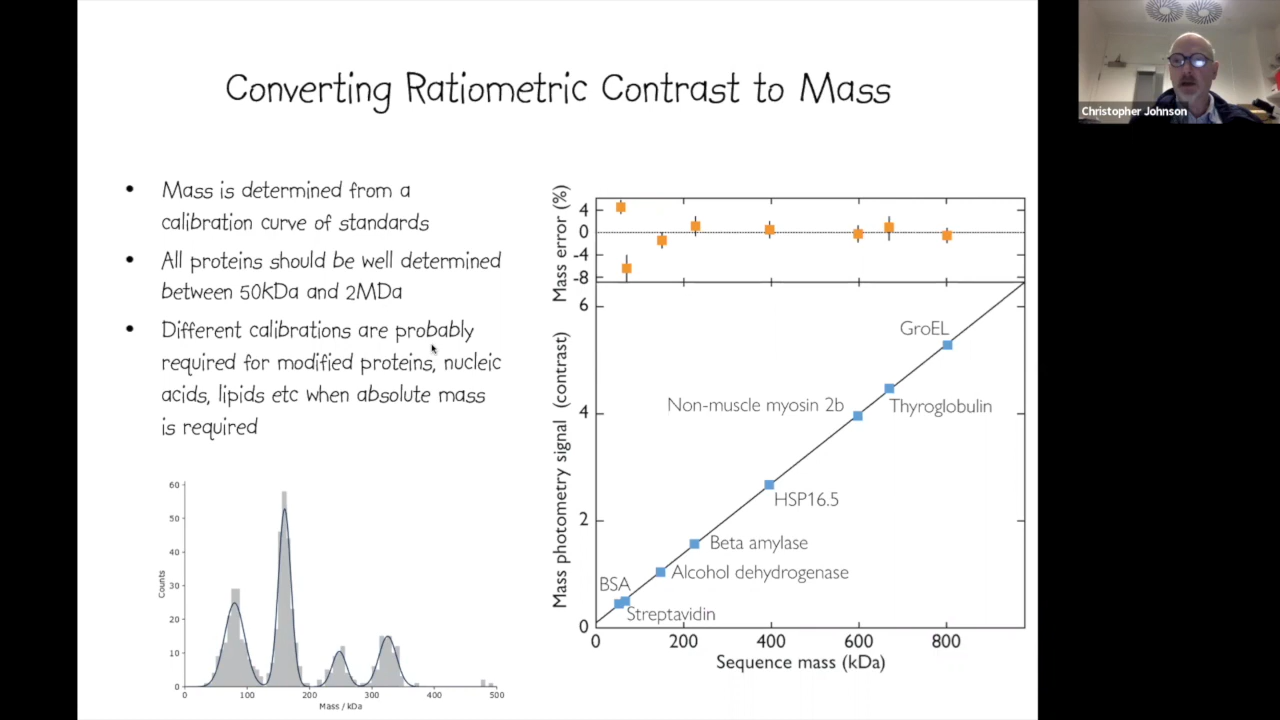 Converting Ratiometric Contrast to Mass
Christopher Johnson
• Mass is determined from a
calibration curve of standards
• All proteins should be well determined
between 50kDa and 2MDa
• Different calibrations are probably
required for modified proteins, nucleic
acids, lipids etc when absolute mass
is required
Mass error (%)
4
0
-4
-8
Mass photometry signal (contrast)
6
4
2
0
GroEL
Non-muscle myosin 2b
Thyroglobulin
HSP16.5
Beta amylase
Alcohol dehydrogenase
BSA
Streptavidin
0 200 400 600 800
Sequence mass (kDa)
Counts
60
50
40
30
20
10
0
0 100 200 300 400 500
Mass / kDa